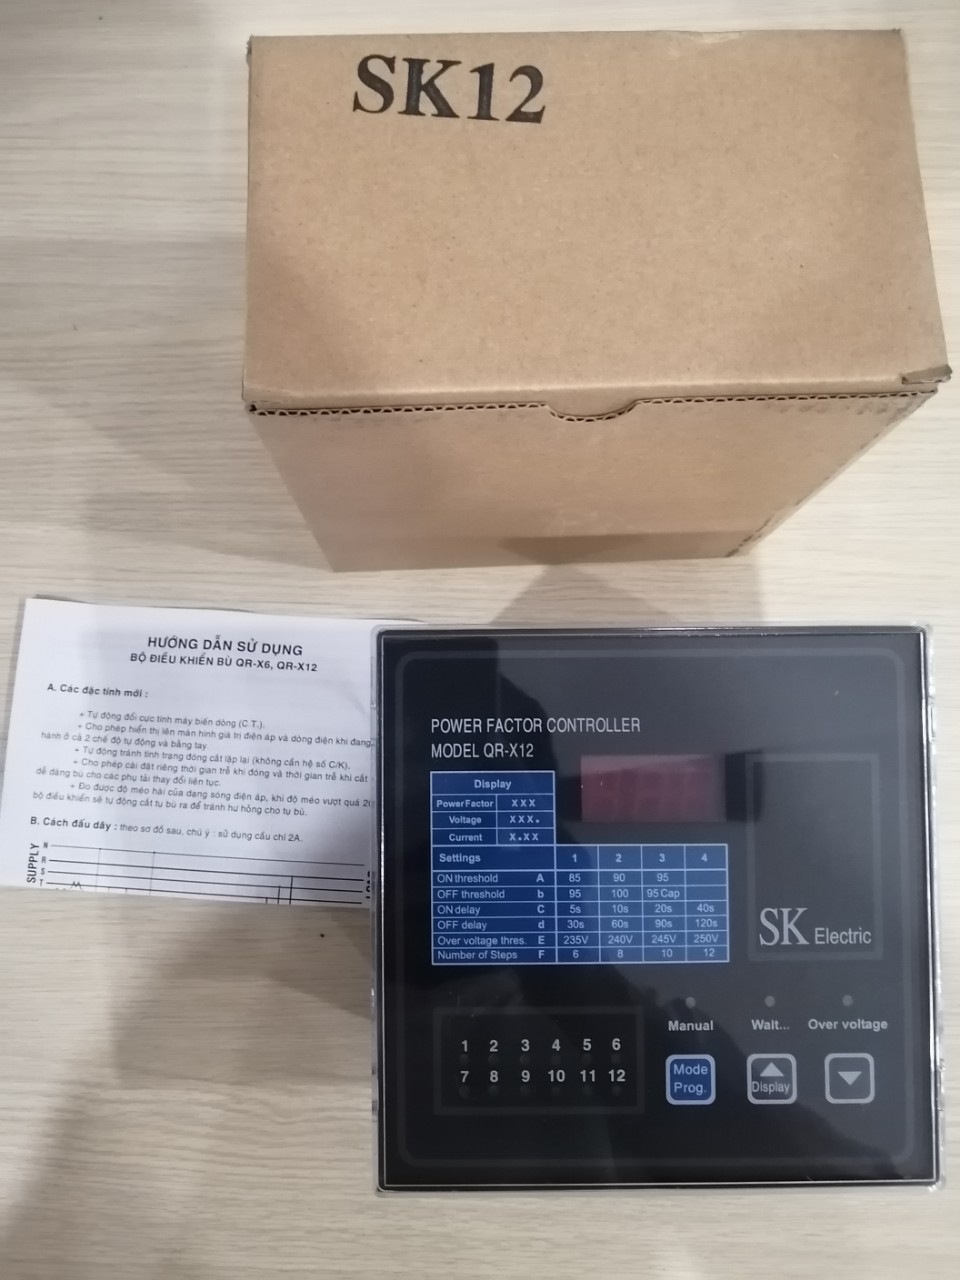 SK12
HƯỚNG DẪN SỬ DỤNG
BỘ ĐIỀU KHIỂN BÙ QR-X6, QR-X12
A. Các đặc tính mới :
+ Tự động đổi cực tính máy biến dòng (C.T.).
+ Cho phép hiển thị lên màn hình giá trị điện áp và dòng điện khi đang
hành ở cả 2 chế độ tự động và bằng tay
+ Tự động tránh tình trạng đóng cắt lặp lại (không cần hệ số C/K).
+ Cho phép cài đặt riêng thời gian trễ khi đóng và thời gian trễ khi cắt
dễ dàng bù cho các phụ tải thay đổi liên tục.
+ Đo được độ méo hài của dạng sóng điện áp, khi độ méo vượt quá
bộ điều khiển sẽ tự động cắt tụ bù ra để tránh hư hỏng cho tụ bù.
B. Cách đấu dây : theo sơ đồ sau, chú ý : sử dụng cầu chì 2A.
SUPPLY
N
R
S
T
POWER FACTOR CONTROLLER
MODEL QR-X12
Display
Power Factor XXX
Voltage XXX.
Current X.XX
Settings 1 2 3 4
ON threshold A 85 90 95
OFF threshold b 95 100 95 Cap
ON delay C 5s 10s 20s 40s
OFF delay d 30s 60s 90s 120s
Over voltage thres. E 235V 240V 245V 250V
Number of Steps F 6 8 10 12
SK Electric
1 2 3 4 5 6
7 8 9 10 11 12
Manual Wait... Over voltage
Mode
Prog.
Display